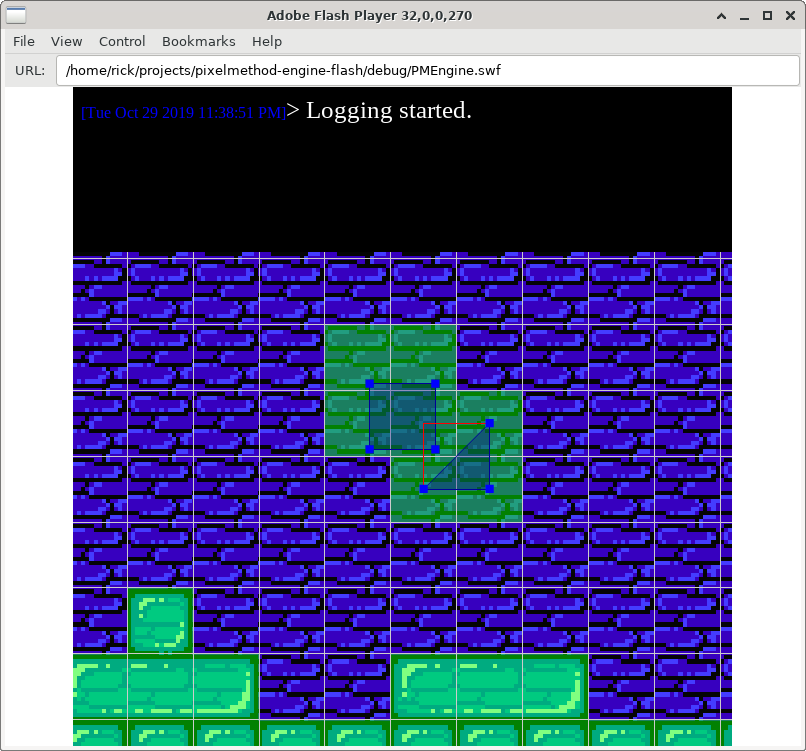 Adobe Flash Player 32,0,0,270
File View Control Bookmarks Help
URL: /home/rick/projects/pixelmethod-engine-flash/debug/PMEngine.swf
[Tue Oct 29 2019 11:38:51 PM]> Logging started.